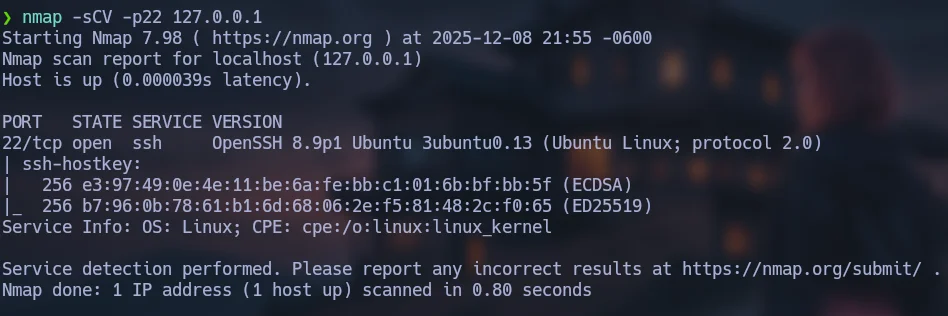 ❯ nmap -sCV -p22 127.0.0.1
Starting Nmap 7.98 ( https://nmap.org ) at 2025-12-08 21:55 -0600
Nmap scan report for localhost (127.0.0.1)
Host is up (0.000039s latency).

PORT   STATE SERVICE VERSION
22/tcp open  ssh     OpenSSH 8.9p1 Ubuntu 3ubuntu0.13 (Ubuntu Linux; protocol 2.0)
| ssh-hostkey:
|   256 e3:97:49:0e:4e:11:be:6a:fe:bb:c1:01:6b:bf:bb:5f (ECDSA)
|_  256 b7:96:0b:78:61:b1:6d:68:06:2e:f5:81:48:2c:f0:65 (ED25519)
Service Info: OS: Linux; CPE: cpe:/o:linux:linux_kernel

Service detection performed. Please report any incorrect results at https://nmap.org/submit/ .
Nmap done: 1 IP address (1 host up) scanned in 0.80 seconds